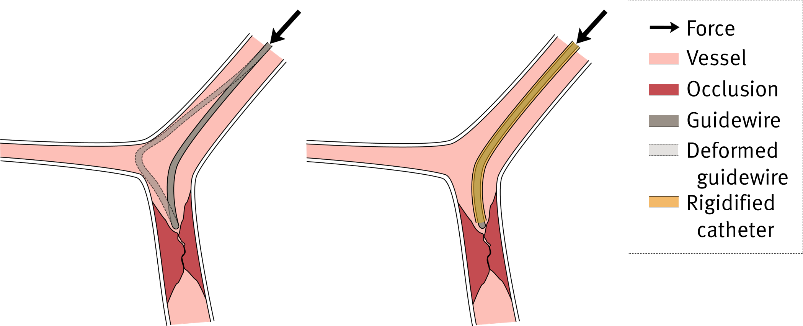 Force
Vessel
Occlusion
Guidewire
Deformed
guidewire
Rigidified
catheter